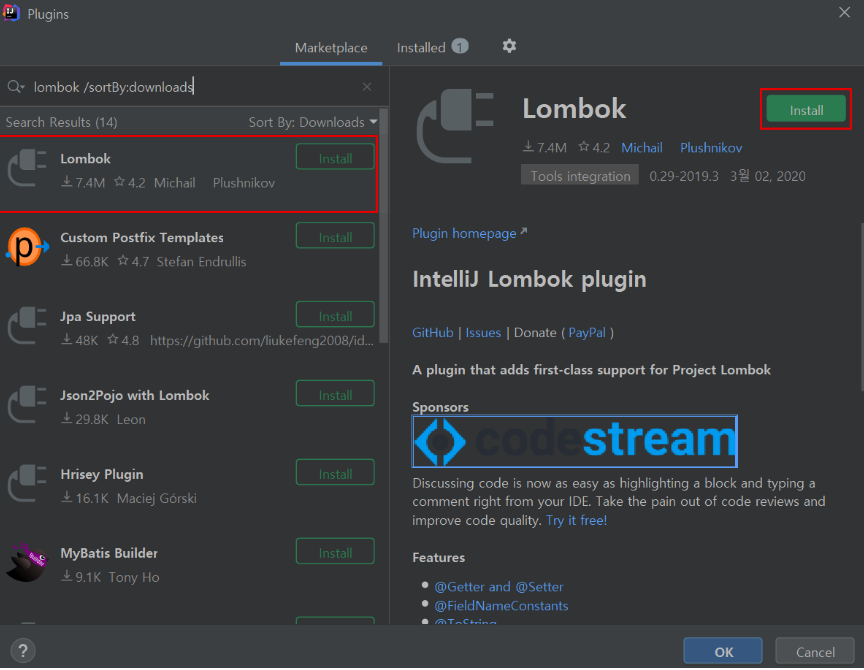 Plugins
Marketplace
Installed 1
lombok /sortBy:downloads
Search Results (14)
Sort By: Downloads
Lombok
Install
7.4M 4.2 Michail Plushnikov
Custom Postfix Templates
Install
66.8K 4.7 Stefan Endrullis
Jpa Support
Install
48K 4.8 https://github.com/liukefeng2008/id...
Json2Pojo with Lombok
Install
29.8K Leon
Hrisey Plugin
Install
16.1K Maciej Górski
MyBatis Builder
Install
9.1K Tony Ho
Lombok
Install
7.4M 4.2 Michail Plushnikov
Tools integration 0.29-2019.3 3월 02, 2020
Plugin homepage
IntelliJ Lombok plugin
GitHub | Issues | Donate ( PayPal )
A plugin that adds first-class support for Project Lombok
Sponsors
codestream
Discussing code is now as easy as highlighting a block and typing a
comment right from your IDE. Take the pain out of code reviews and
improve code quality. Try it free!
Features
@Getter and @Setter
@FieldNameConstants
@ToString
?
OK
Cancel